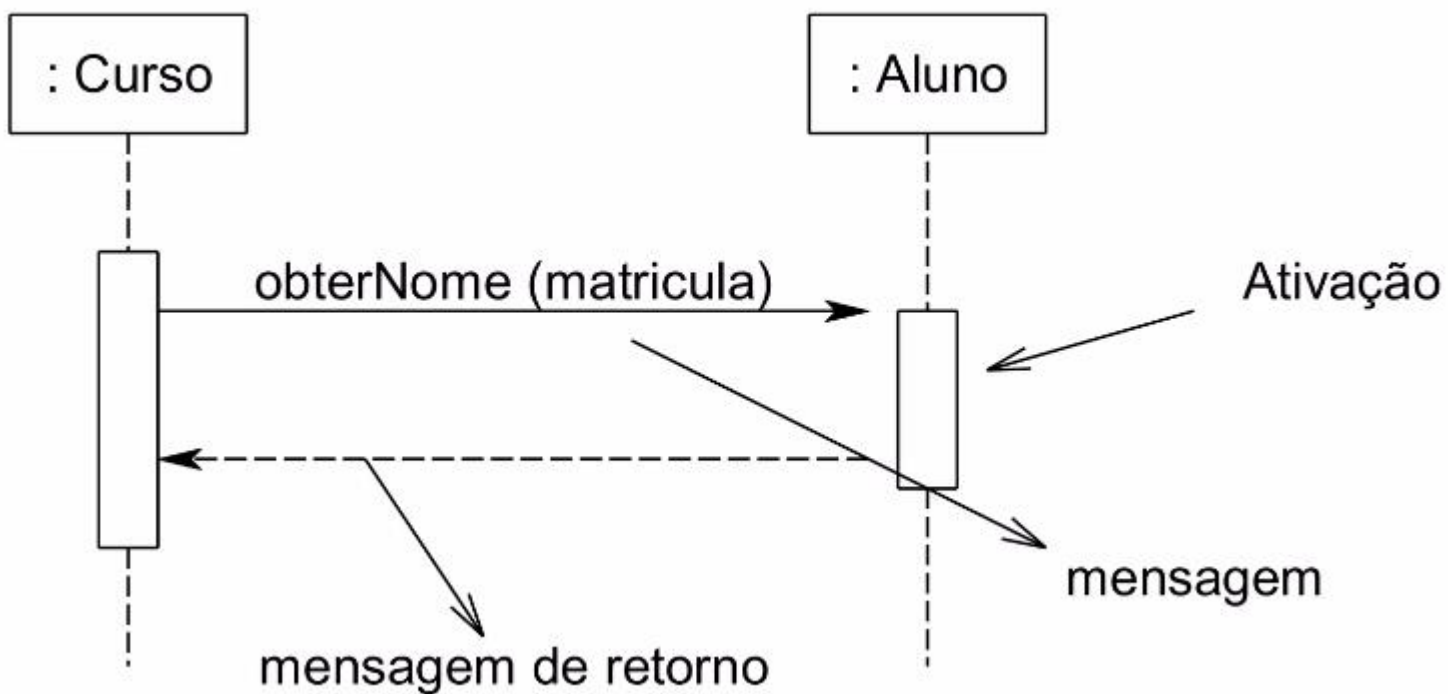 : Curso
: Aluno
obterNome (matricula)
Ativação
mensagem
mensagem de retorno